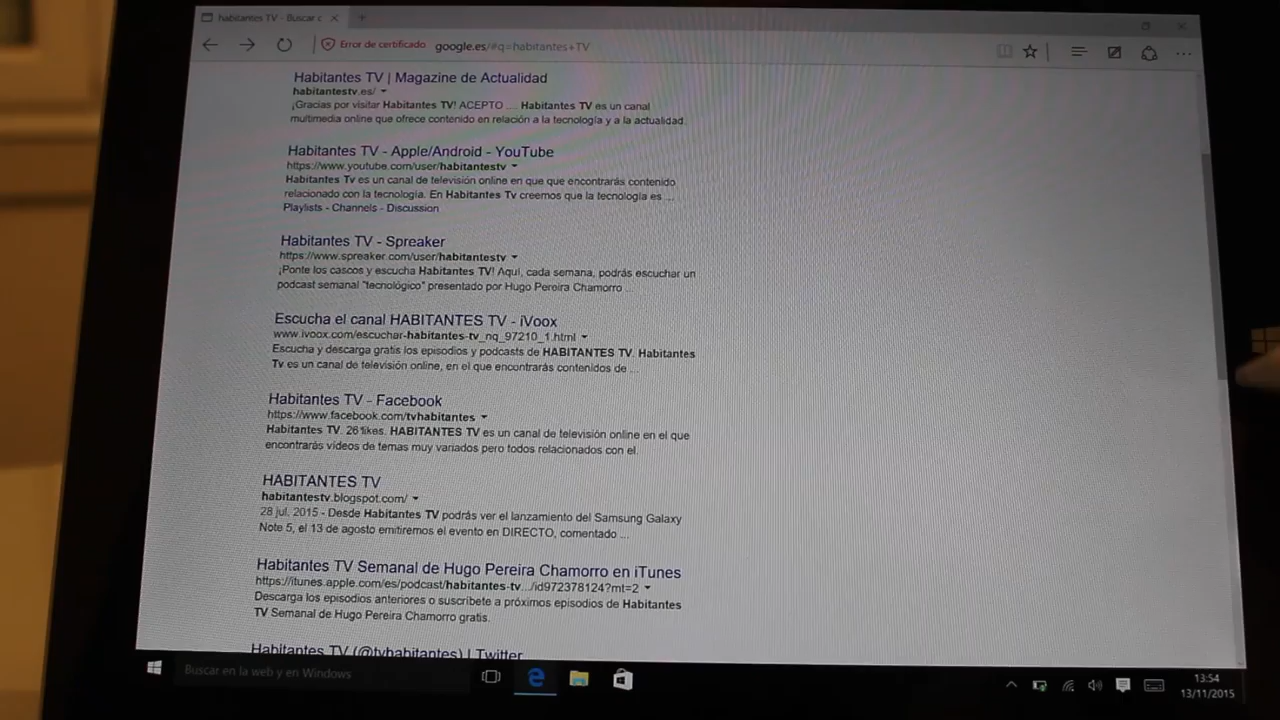 habitantes TV - Buscar c
Error de certificado google.es/#q=habitantes+TV
Habitantes TV | Magazine de Actualidad
habitantestv.es/
¡Gracias por visitar Habitantes TV! ACEPTO ... Habitantes TV es un canal
multimedia online que ofrece contenido en relación a la tecnología y a la actualidad.
Habitantes TV - Apple/Android - YouTube
https://www.youtube.com/user/habitantestv
Habitantes Tv es un canal de televisión online en que que encontrarás contenido
relacionado con la tecnología. En Habitantes Tv creemos que la tecnología es ...
Playlists - Channels - Discussion
Habitantes TV - Spreaker
https://www.spreaker.com/user/habitantestv
¡Ponte los cascos y escucha Habitantes TV! Aquí, cada semana, podrás escuchar un
podcast semanal "tecnológico" presentado por Hugo Pereira Chamorro ...
Escucha el canal HABITANTES TV - iVoox
www.ivoox.com/escuchar-habitantes-tv_nq_97210_1.html
Escucha y descarga gratis los episodios y podcasts de HABITANTES TV. Habitantes
Tv es un canal de televisión online, en el que encontrarás contenidos de ...
Habitantes TV - Facebook
https://www.facebook.com/tvhabitantes
Habitantes TV. 26 likes. HABITANTES TV es un canal de televisión online en el que
encontrarás vídeos de temas muy variados pero todos relacionados con el.
HABITANTES TV
habitantestv.blogspot.com/
28 jul. 2015 - Desde Habitantes TV podrás ver el lanzamiento del Samsung Galaxy
Note 5, el 13 de agosto emitiremos el evento en DIRECTO, comentado ...
Habitantes TV Semanal de Hugo Pereira Chamorro en iTunes
https://itunes.apple.com/es/podcast/habitantes-tv.../id972378124?mt=2
Descarga los episodios anteriores o suscríbete a próximos episodios de Habitantes
TV Semanal de Hugo Pereira Chamorro gratis.
Habitantes TV (@tvhabitantes) | Twitter
Buscar en la web y en Windows
13:54
13/11/2015